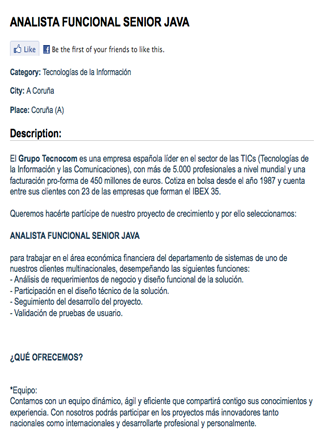 ANALISTA FUNCIONAL SENIOR JAVA
Like Be the first of your friends to like this.
Category: Tecnologías de la Información
City: A Coruña
Place: Coruña (A)
Description:
El Grupo Tecnocom es una empresa española líder en el sector de las TICs (Tecnologías de
la Información y las Comunicaciones), con más de 5.000 profesionales a nivel mundial y una
facturación pro-forma de 450 millones de euros. Cotiza en bolsa desde el año 1987 y cuenta
entre sus clientes con 23 de las empresas que forman el IBEX 35.
Queremos hacérte partícipe de nuestro proyecto de crecimiento y por ello seleccionamos:
ANALISTA FUNCIONAL SENIOR JAVA
para trabajar en el área económica financiera del departamento de sistemas de uno de
nuestros clientes multinacionales, desempeñando las siguientes funciones:
- Análisis de requerimientos de negocio y diseño funcional de la solución.
- Participación en el diseño técnico de la solución.
- Seguimiento del desarrollo del proyecto.
- Validación de pruebas de usuario.
¿QUÉ OFRECEMOS?
*Equipo:
Contamos con un equipo dinámico, ágil y eficiente que compartirá contigo sus conocimientos y
experiencia. Con nosotros podrás participar en los proyectos más innovadores tanto
nacionales como internacionales y desarrollarte profesional y personalmente.